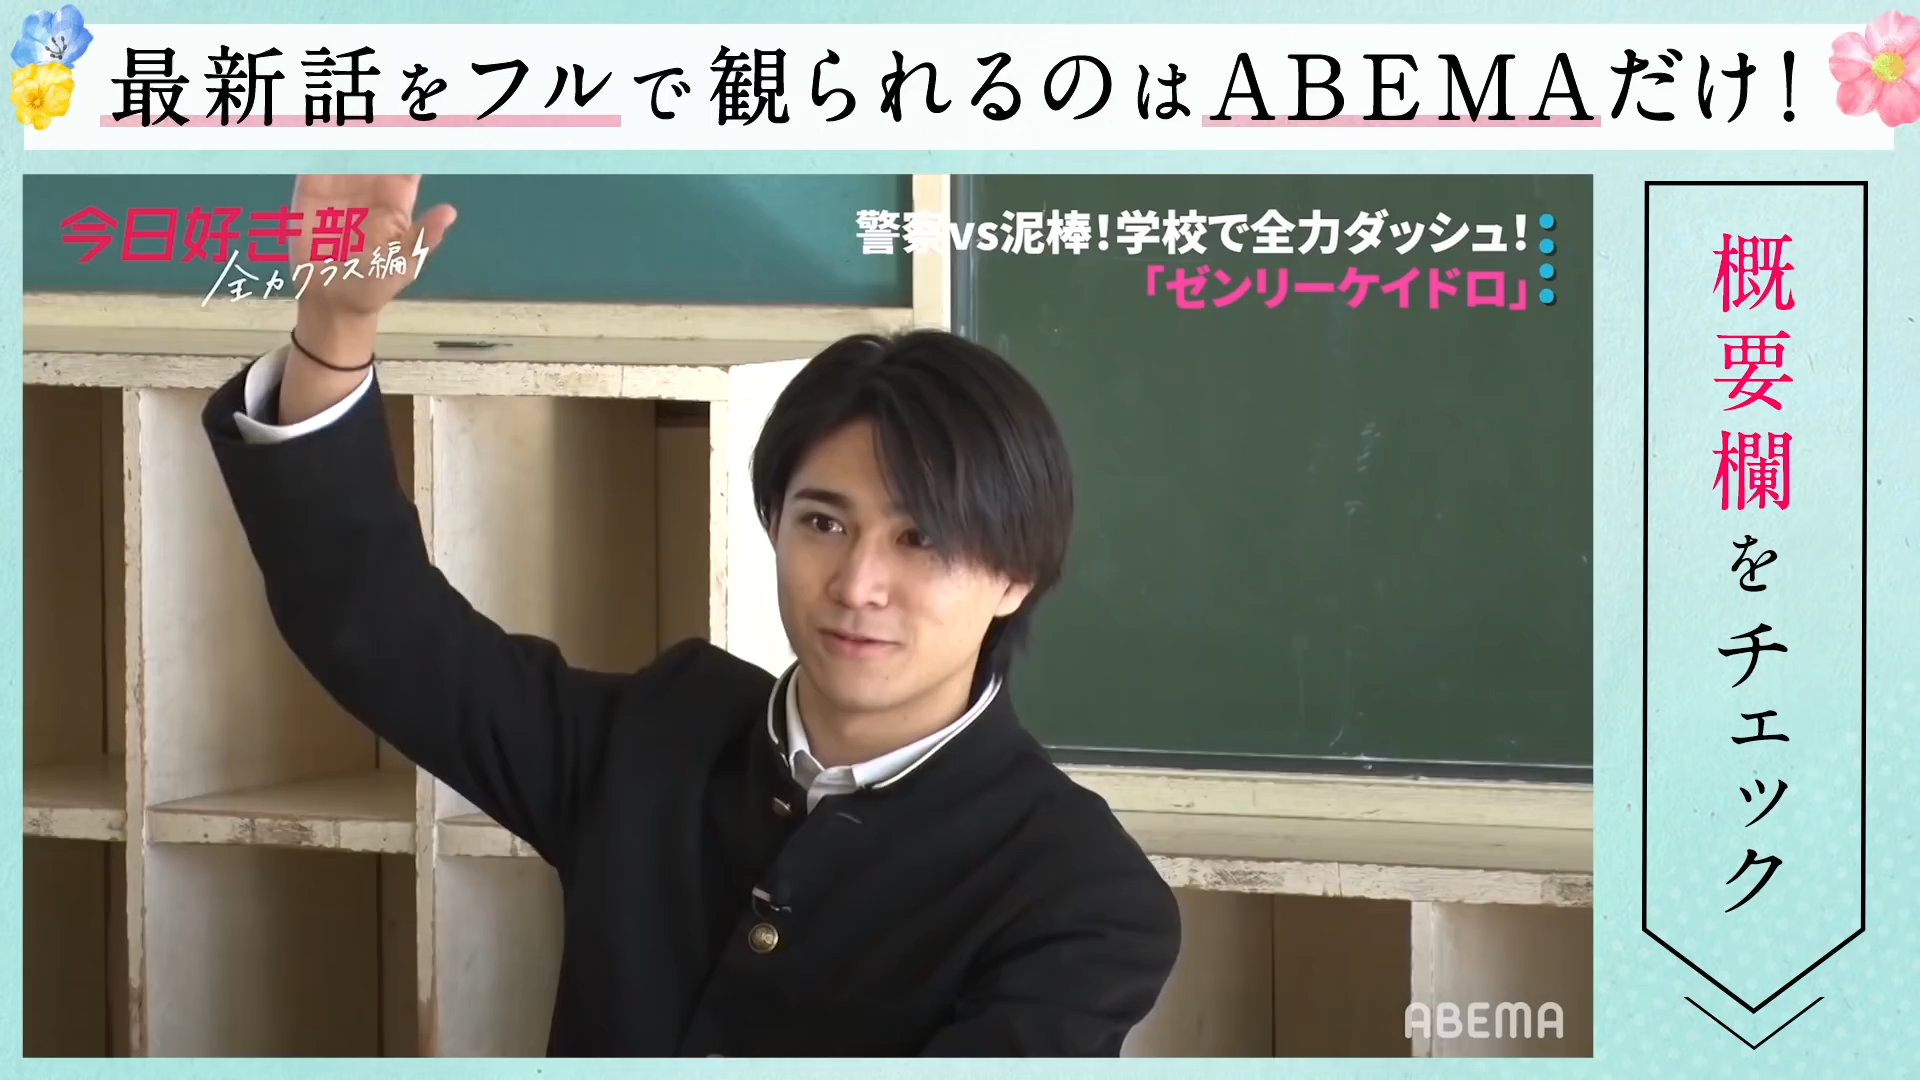 最新話をフルで観られるのはABEMAだけ!
今日好き部
全力クラス編
警察vs泥棒!学校で全力ダッシュ!
「ゼンリーケイドロ」
概要欄をチェック
ABEMA